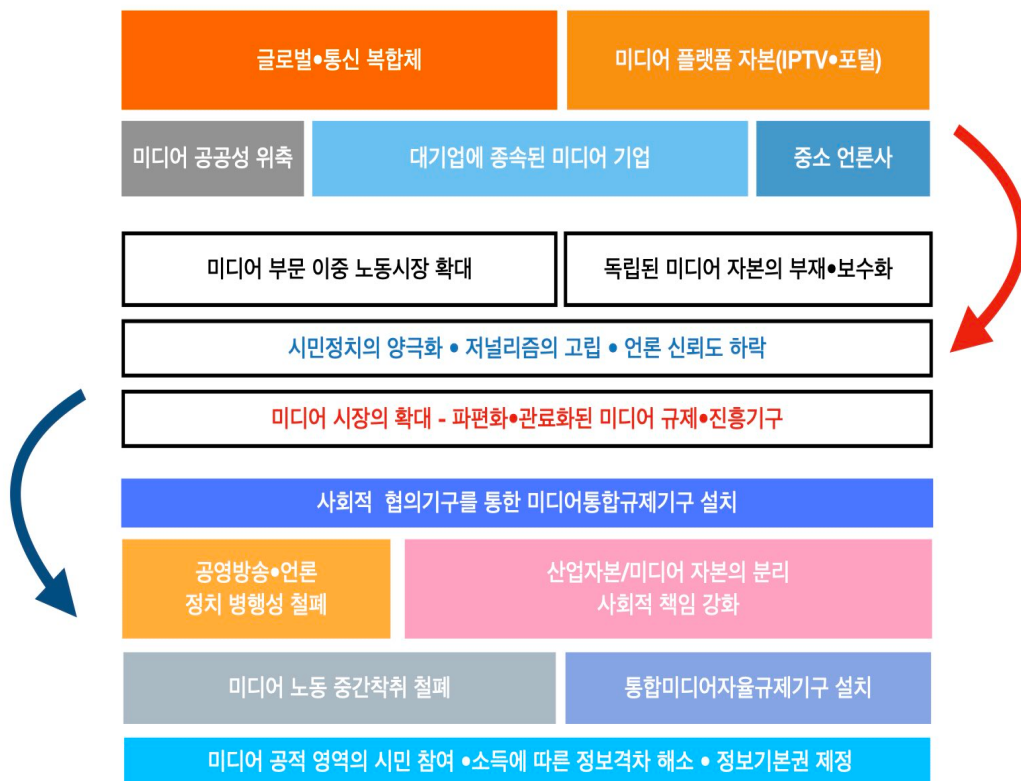 글로벌•통신 복합체
미디어 플랫폼 자본(IPTV•포털)
미디어 공공성 위축
대기업에 종속된 미디어 기업
중소 언론사
미디어 부문 이중 노동시장 확대
독립된 미디어 자본의 부재•보수화
시민정치의 양극화 • 저널리즘의 고립 • 언론 신뢰도 하락
미디어 시장의 확대 - 파편화•관료화된 미디어 규제•진흥기구
사회적 협의기구를 통한 미디어통합규제기구 설치
공영방송•언론
정치 병행성 철폐
산업자본/미디어 자본의 분리
사회적 책임 강화
미디어 노동 중간착취 철폐
통합미디어자율규제기구 설치
미디어 공적 영역의 시민 참여 •소득에 따른 정보격차 해소 • 정보기본권 제정